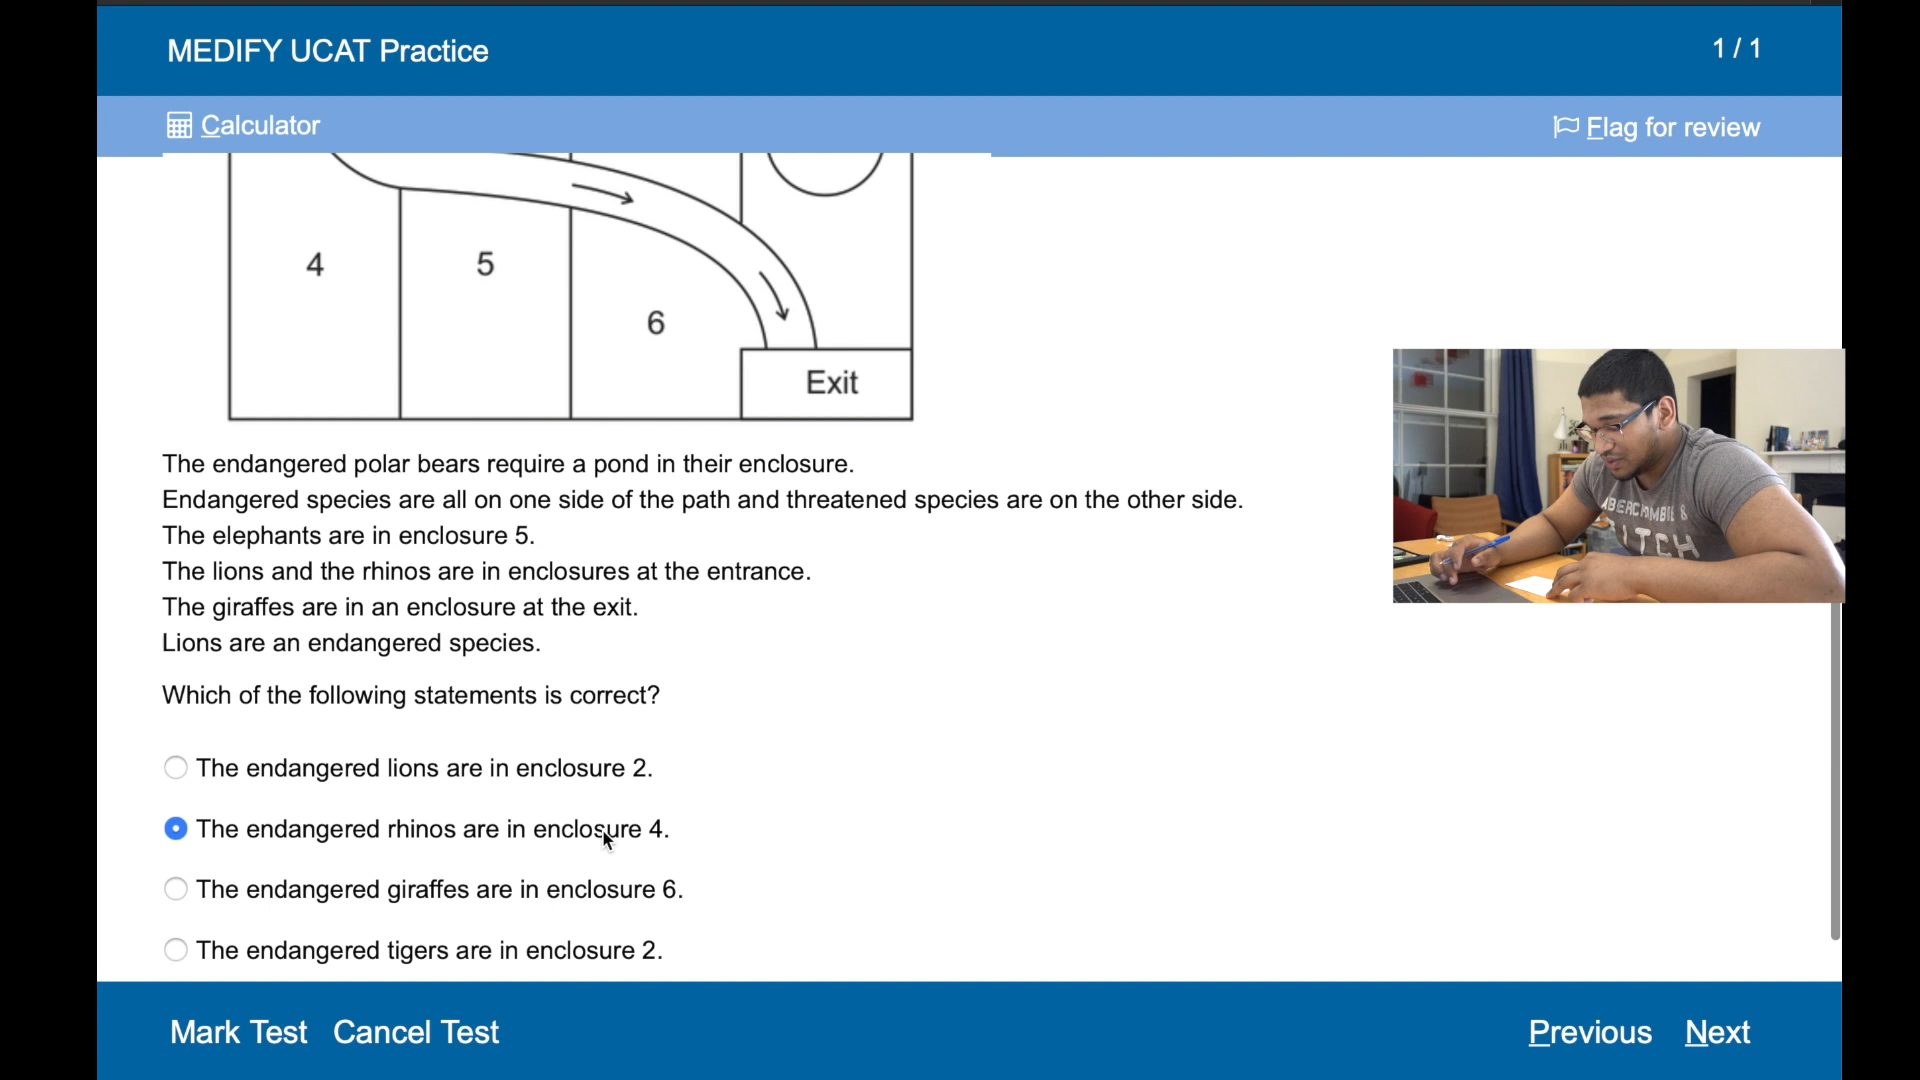 MEDIFY UCAT Practice
1 / 1
Calculator
Flag for review
4
5
6
Exit
The endangered polar bears require a pond in their enclosure.
Endangered species are all on one side of the path and threatened species are on the other side.
The elephants are in enclosure 5.
The lions and the rhinos are in enclosures at the entrance.
The giraffes are in an enclosure at the exit.
Lions are an endangered species.
Which of the following statements is correct?
The endangered lions are in enclosure 2.
The endangered rhinos are in enclosure 4.
The endangered giraffes are in enclosure 6.
The endangered tigers are in enclosure 2.
Mark Test
Cancel Test
Previous
Next